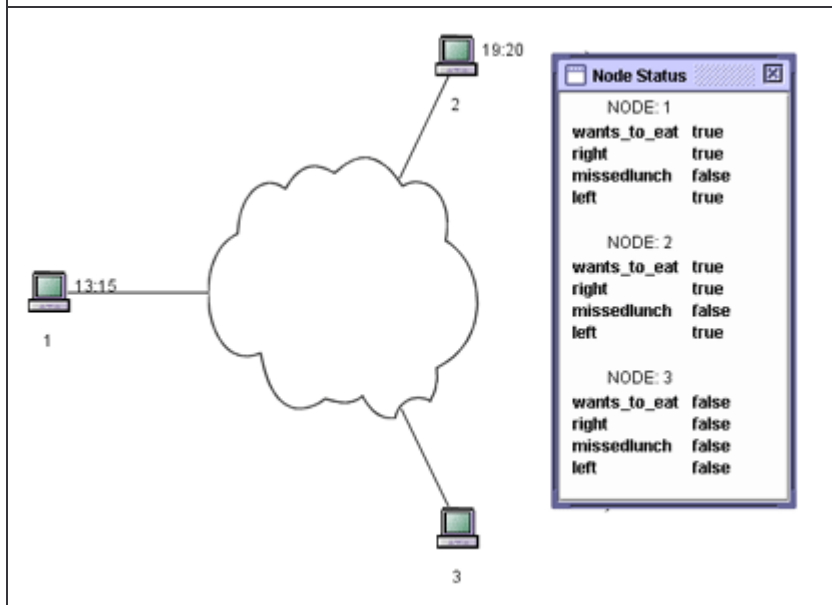 19:20
2
13:15
1
3
Node Status
NODE: 1
wants_to_eat true
right true
missedlunch false
left true
NODE: 2
wants_to_eat true
right true
missedlunch false
left true
NODE: 3
wants_to_eat false
right false
missedlunch false
left false